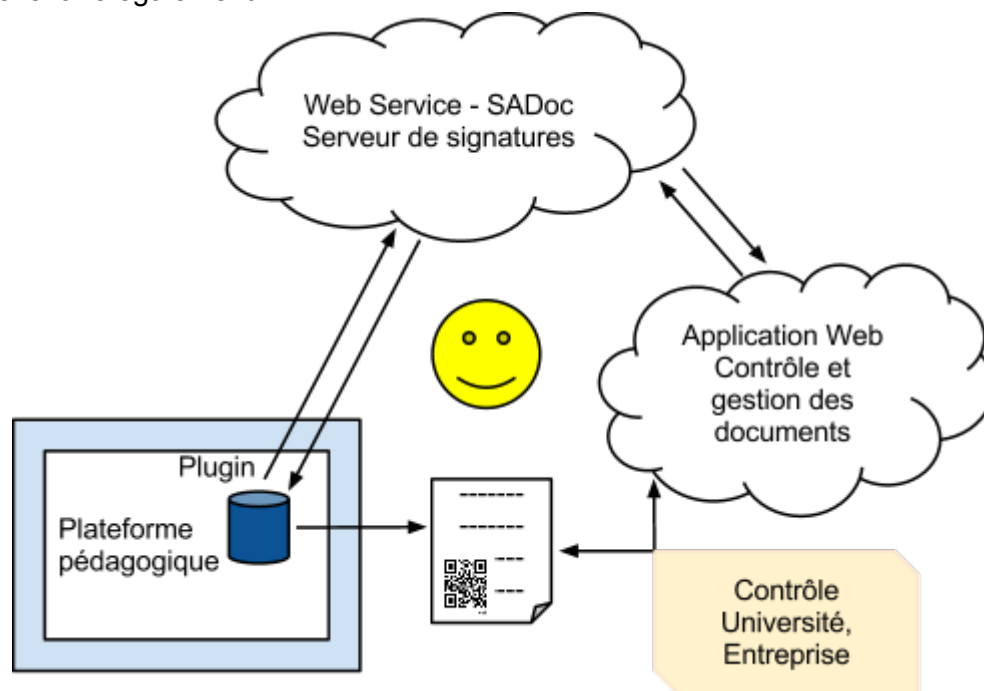 Web Service - SADoc
Serveur de signatures
Application Web
Contrôle et
gestion des
documents
Plugin
Plateforme
pédagogique
Contrôle
Université,
Entreprise